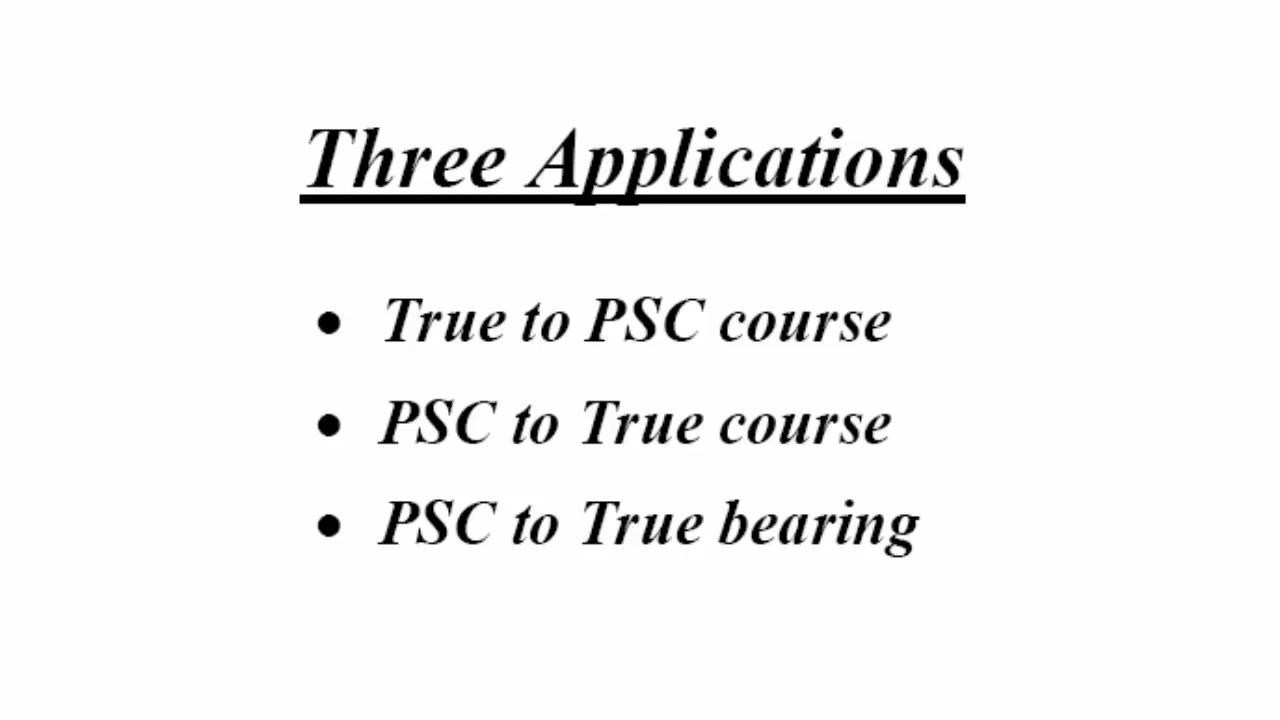 Three Applications
• True to PSC course
• PSC to True course
• PSC to True bearing